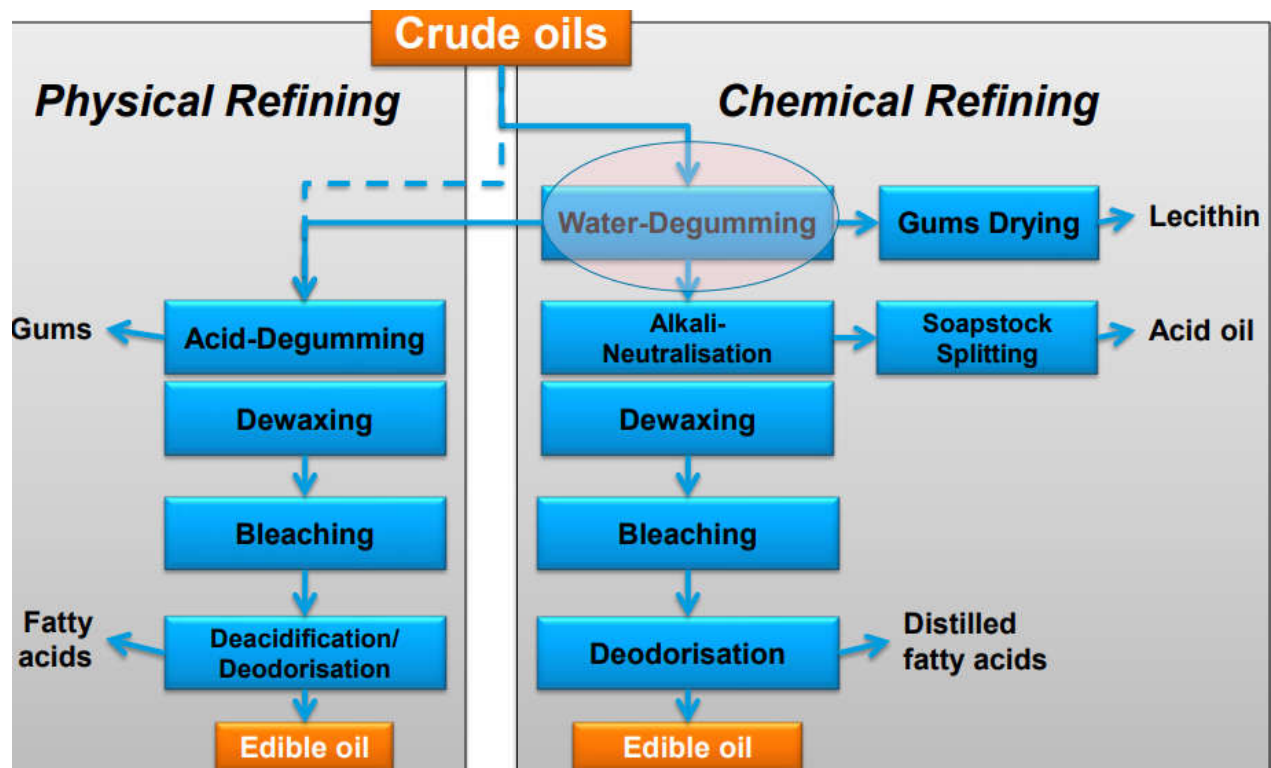 Crude oils
Physical Refining
Chemical Refining
Water-Degumming
Gums Drying
Lecithin
Gums
Acid-Degumming
Alkali-
Neutralisation
Soapstock
Splitting
Acid oil
Dewaxing
Dewaxing
Bleaching
Bleaching
Fatty
acids
Deacidification/
Deodorisation
Deodorisation
Distilled
fatty acids
Edible oil
Edible oil